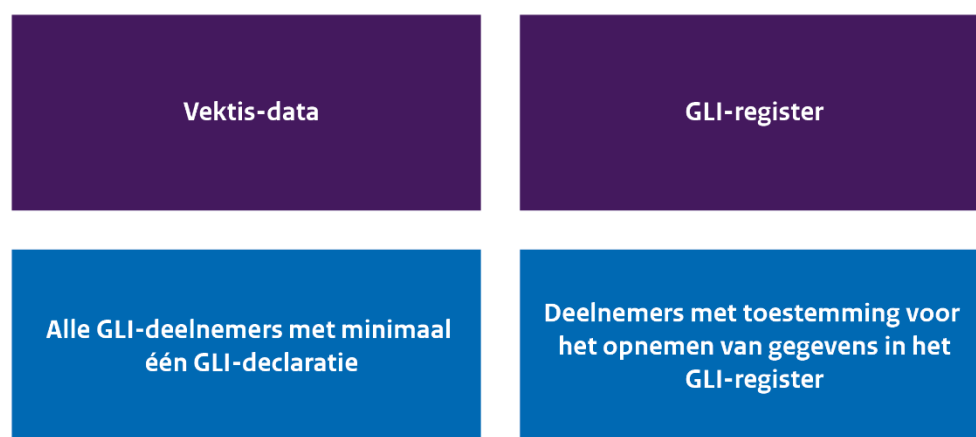 Vektis-data
GLI-register
Alle GLI-deelnemers met minimaal
één GLI-declaratie
Deelnemers met toestemming voor
het opnemen van gegevens in het
GLI-register